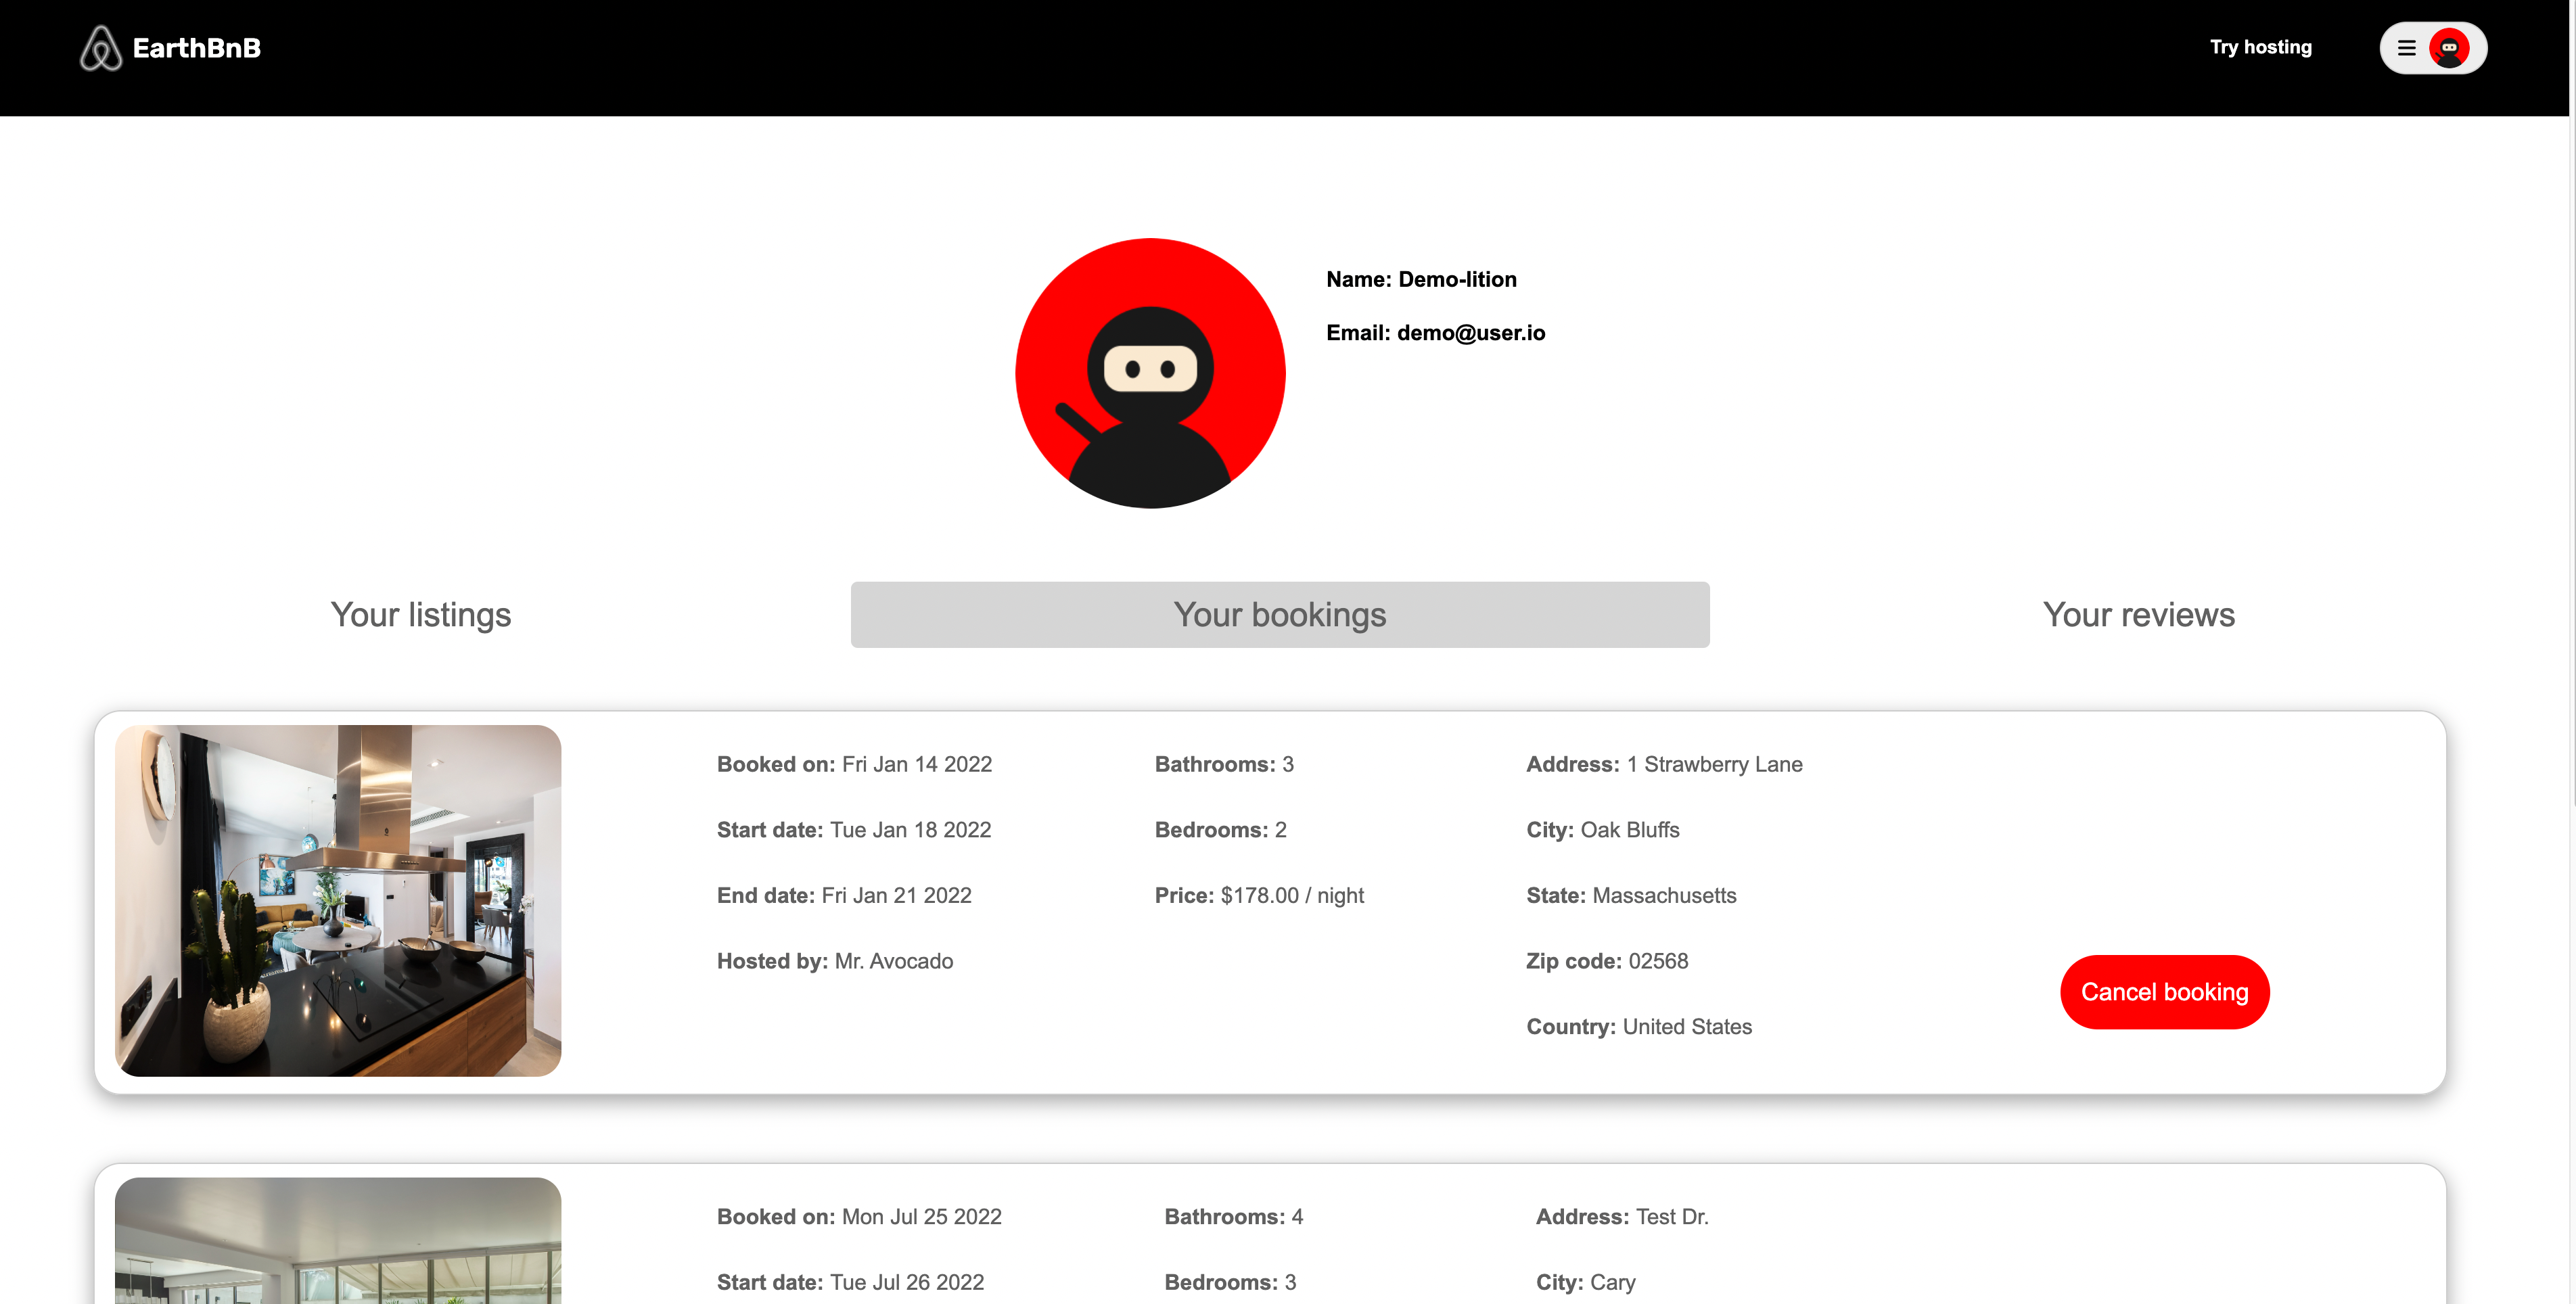 EarthBnB
Try hosting
Name: Demo-lition
Email: demo@user.io
Your listings
Your bookings
Your reviews
Booked on: Fri Jan 14 2022
Start date: Tue Jan 18 2022
End date: Fri Jan 21 2022
Hosted by: Mr. Avocado
Bathrooms: 3
Bedrooms: 2
Price: $178.00 / night
Address: 1 Strawberry Lane
City: Oak Bluffs
State: Massachusetts
Zip code: 02568
Country: United States
Cancel booking
Booked on: Mon Jul 25 2022
Start date: Tue Jul 26 2022
Bathrooms: 4
Bedrooms: 3
Address: Test Dr.
City: Cary